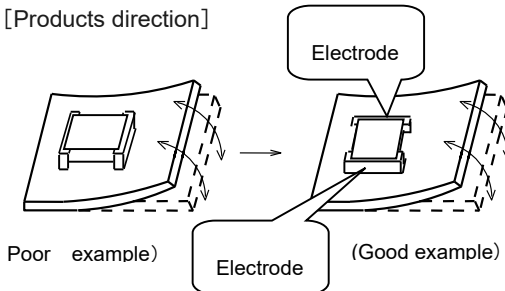 [Products direction]
Electrode
Poor example)
Electrode
(Good example)